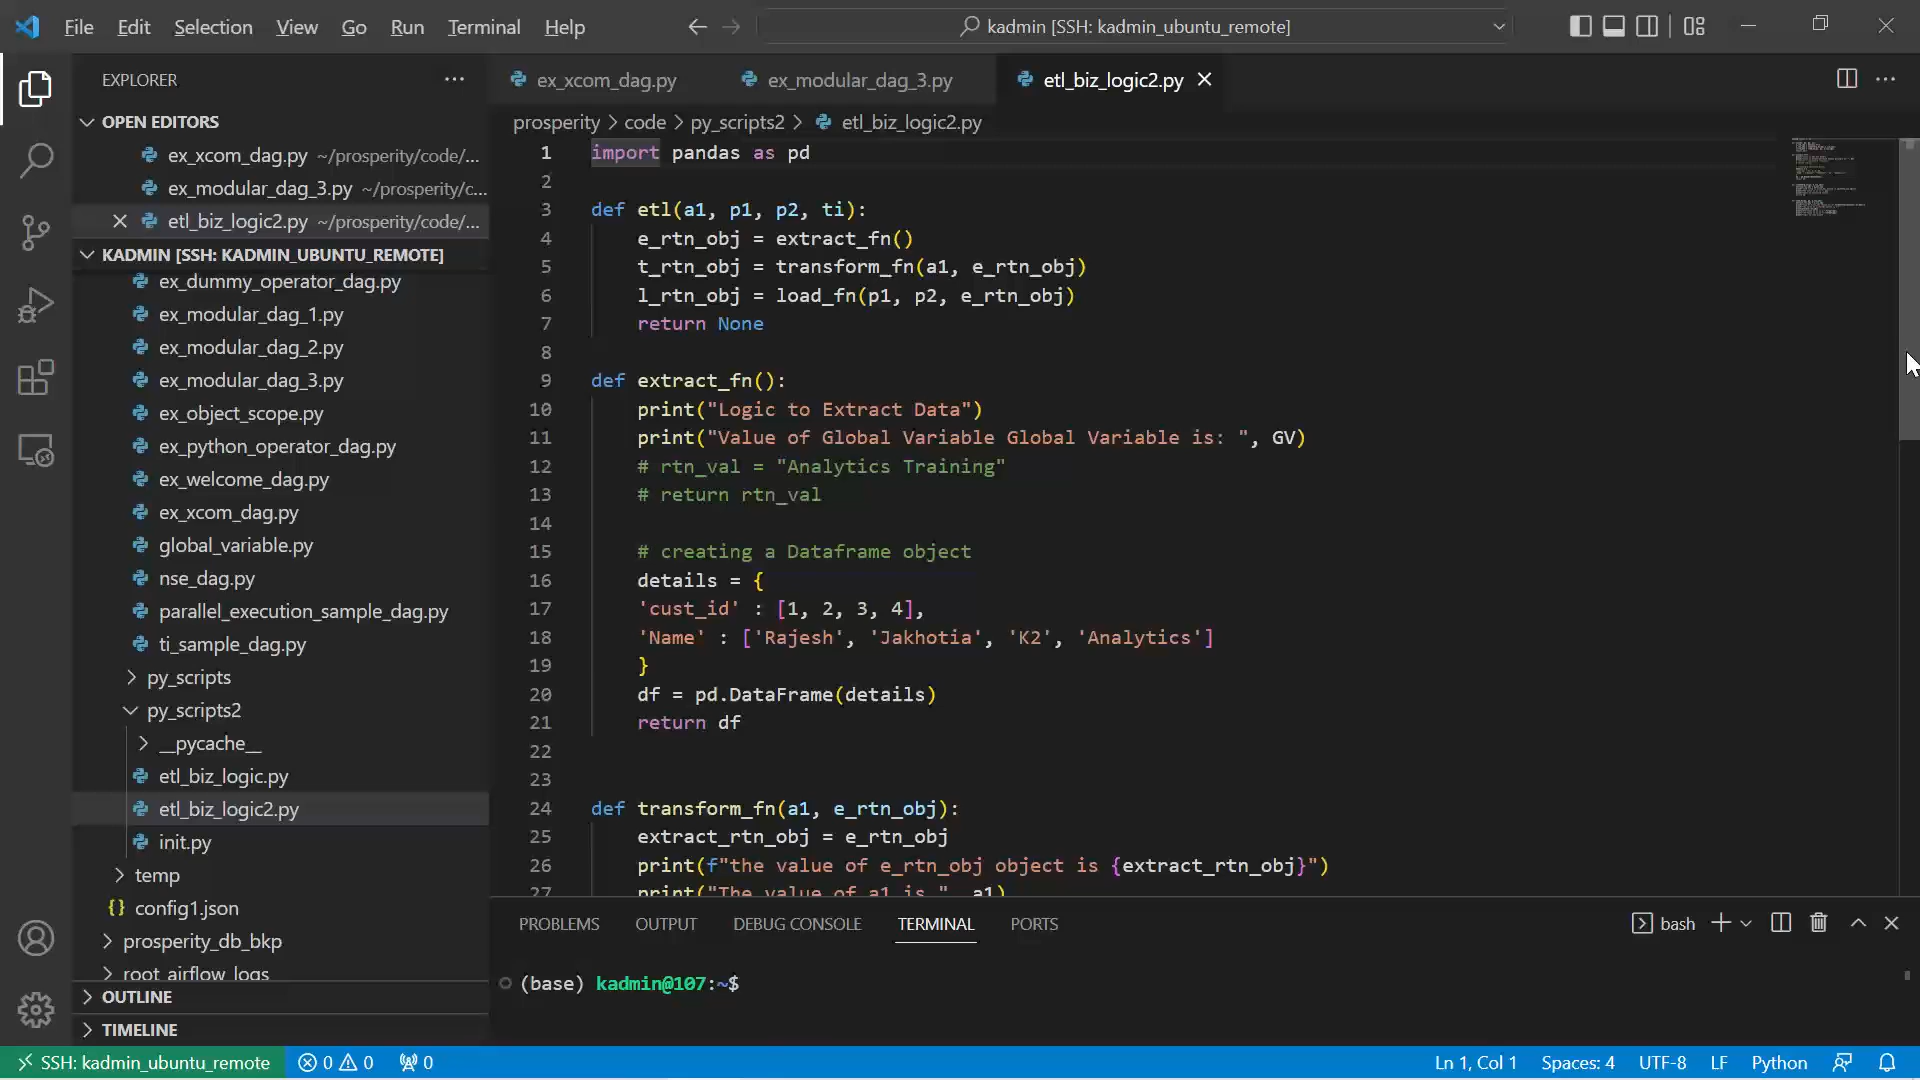 File Edit Selection View Go Run Terminal Help
kadmin [SSH: kadmin_ubuntu_remote]
EXPLORER
OPEN EDITORS
ex_xcom_dag.py ~/prosperity/code/...
ex_modular_dag_3.py ~/prosperity/c...
etl_biz_logic2.py ~/prosperity/code/...
KADMIN [SSH: KADMIN_UBUNTU_REMOTE]
ex_dummy_operator_dag.py
ex_modular_dag_1.py
ex_modular_dag_2.py
ex_modular_dag_3.py
ex_object_scope.py
ex_python_operator_dag.py
ex_welcome_dag.py
ex_xcom_dag.py
global_variable.py
nse_dag.py
parallel_execution_sample_dag.py
ti_sample_dag.py
py_scripts
py_scripts2
__pycache__
etl_biz_logic.py
etl_biz_logic2.py
init.py
temp
{} config1.json
prosperity_db_bkp
root_airflow_logs
OUTLINE
TIMELINE
ex_xcom_dag.py ex_modular_dag_3.py etl_biz_logic2.py
prosperity > code > py_scripts2 > etl_biz_logic2.py
1 import pandas as pd
2
3 def etl(a1, p1, p2, ti):
4 e_rtn_obj = extract_fn()
5 t_rtn_obj = transform_fn(a1, e_rtn_obj)
6 l_rtn_obj = load_fn(p1, p2, e_rtn_obj)
7 return None
8
9 def extract_fn():
10 print("Logic to Extract Data")
11 print("Value of Global Variable Global Variable is: ", GV)
12 # rtn_val = "Analytics Training"
13 # return rtn_val
14
15 # creating a Dataframe object
16 details = {
17 'cust_id' : [1, 2, 3, 4],
18 'Name' : ['Rajesh', 'Jakhotia', 'K2', 'Analytics']
19 }
20 df = pd.DataFrame(details)
21 return df
22
23
24 def transform_fn(a1, e_rtn_obj):
25 extract_rtn_obj = e_rtn_obj
26 print(f"the value of e_rtn_obj object is {extract_rtn_obj}")
27 print("The value of a1 is ", a1)
PROBLEMS OUTPUT DEBUG CONSOLE TERMINAL PORTS
bash
(base) kadmin@107:~$
SSH: kadmin_ubuntu_remote 0 0 0
Ln 1, Col 1 Spaces: 4 UTF-8 LF Python